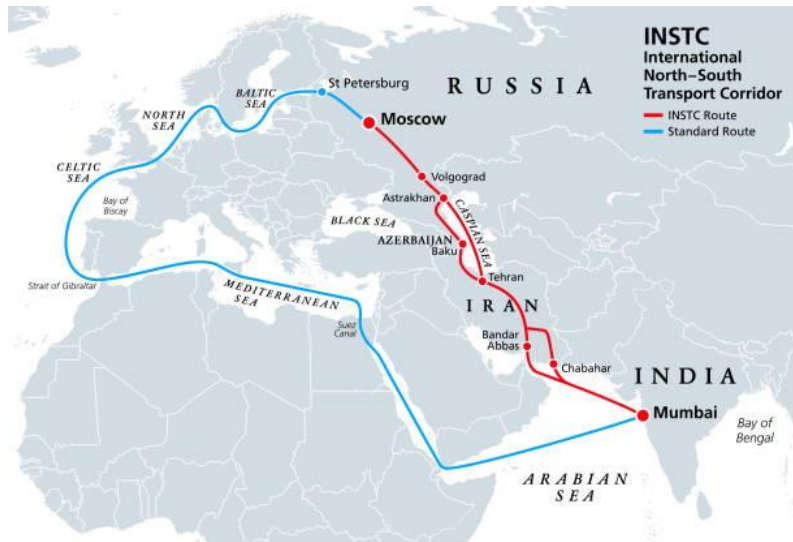 INSTC
International
North–South
Transport Corridor
INSTC Route
Standard Route
St Petersburg
RUSSIA
BALTIC
SEA
NORTH
SEA
Moscow
CELTIC
SEA
Volgograd
Bay of
Biscay
Astrakhan
CASPIAN SEA
BLACK SEA
AZERBAIJAN
Baku
Tehran
Strait of Gibraltar
MEDITERRANEAN
SEA
IRAN
Suez
Canal
Bandar
Abbas
Chabahar
INDIA
Mumbai
Bay of
Bengal
ARABIAN
SEA